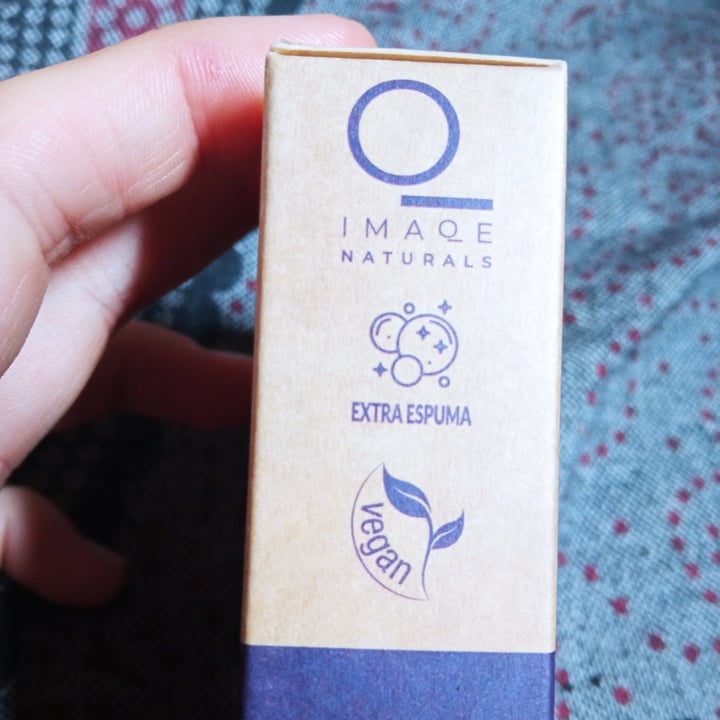 IMAQE
NATURALS
EXTRA ESPUMA
vegan